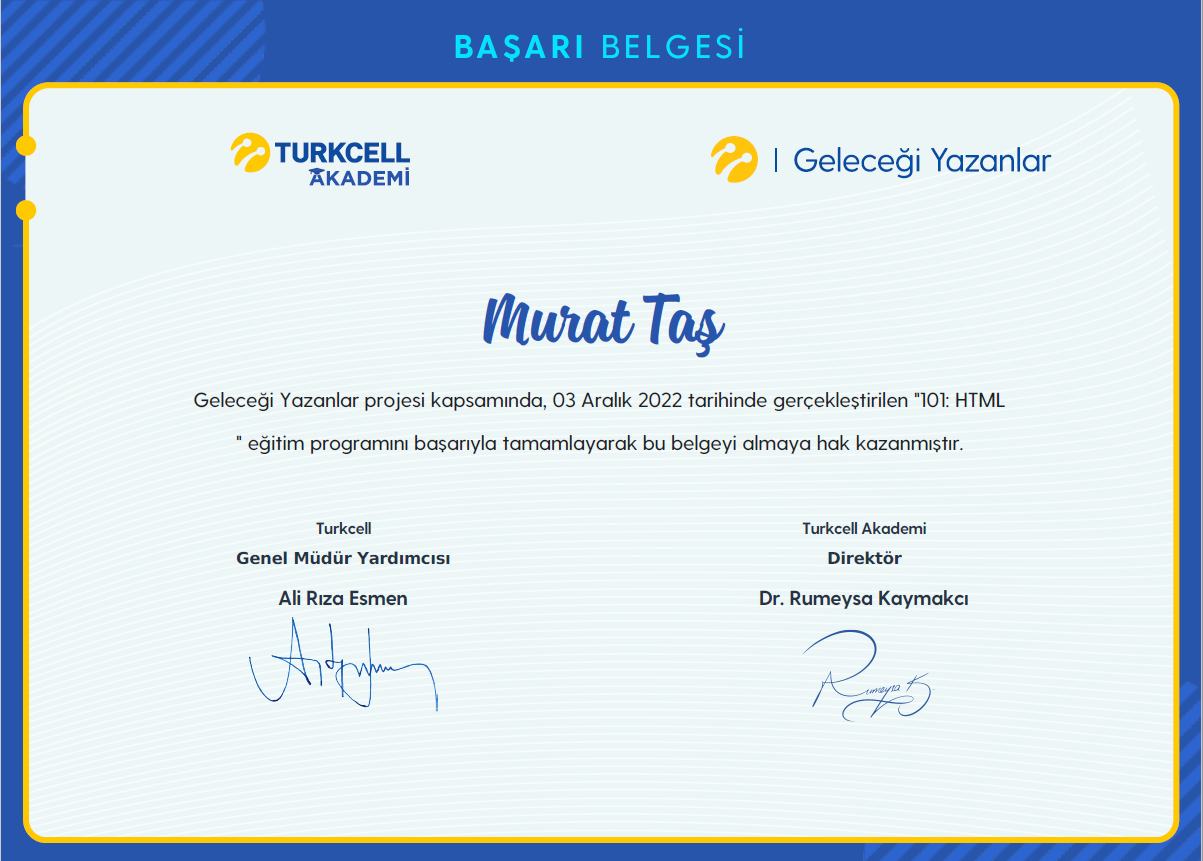 BAŞARI BELGESİ
TURKCELL
AKADEMİ
| Geleceği Yazanlar
Murat Taş
Geleceği Yazanlar projesi kapsamında, 03 Aralık 2022 tarihinde gerçekleştirilen "101: HTML
" eğitim programını başarıyla tamamlayarak bu belgeyi almaya hak kazanmıştır.
Turkcell
Genel Müdür Yardımcısı
Ali Rıza Esmen
Turkcell Akademi
Direktör
Dr. Rumeysa Kaymakcı
Rumeysa K